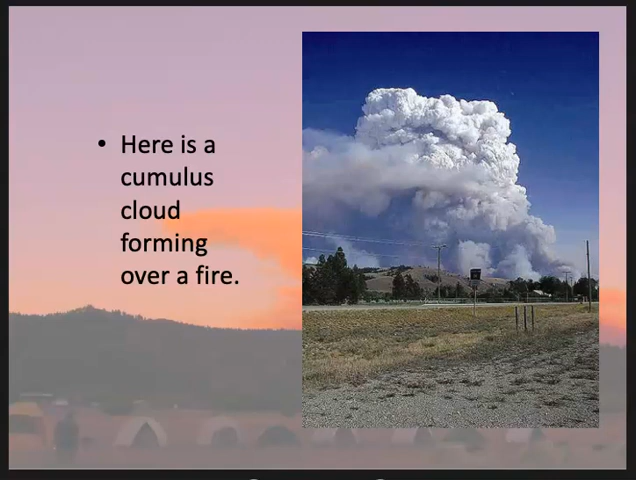 • Here is a
cumulus
cloud
forming
over a fire.